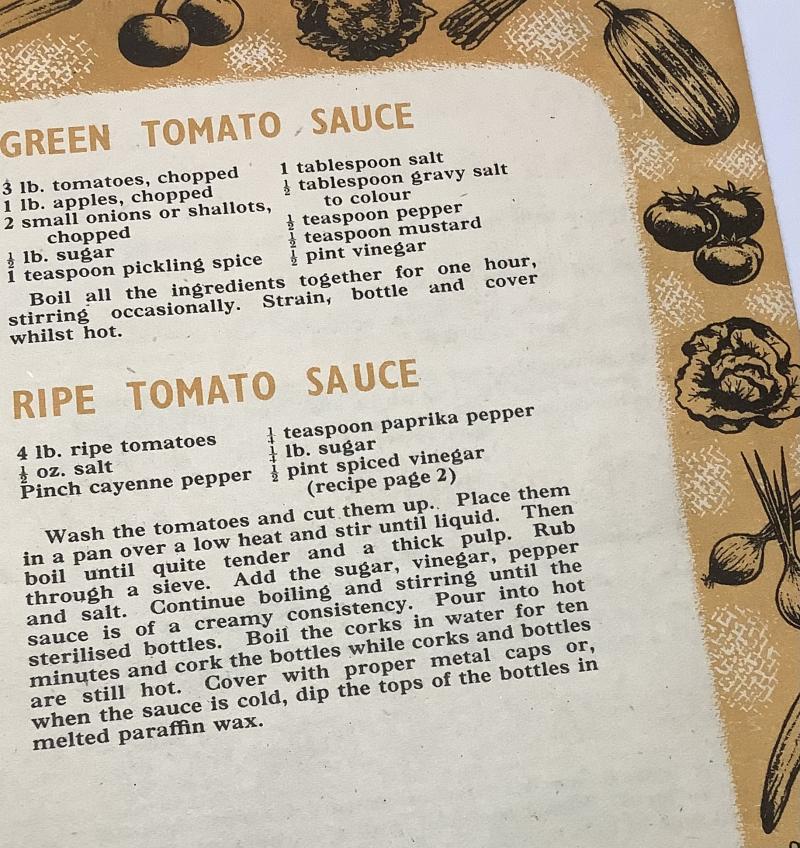 GREEN TOMATO SAUCE
3 lb. tomatoes, chopped
1 lb. apples, chopped
2 small onions or shallots,
chopped
½ lb. sugar
1 teaspoon pickling spice
1 tablespoon salt
½ tablespoon gravy salt
to colour
½ teaspoon pepper
½ teaspoon mustard
½ pint vinegar
Boil all the ingredients together for one hour,
stirring occasionally. Strain, bottle and cover
whilst hot.
RIPE TOMATO SAUCE
4 lb. ripe tomatoes
½ oz. salt
Pinch cayenne pepper
¼ teaspoon paprika pepper
¼ lb. sugar
½ pint spiced vinegar
(recipe page 2)
Wash the tomatoes and cut them up. Place them
in a pan over a low heat and stir until liquid. Then
boil until quite tender and a thick pulp. Rub
through a sieve. Add the sugar, vinegar, pepper
and salt. Continue boiling and stirring until the
sauce is of a creamy consistency. Pour into hot
sterilised bottles. Boil the corks in water for ten
minutes and cork the bottles while corks and bottles
are still hot. Cover with proper metal caps or,
when the sauce is cold, dip the tops of the bottles in
melted paraffin wax.